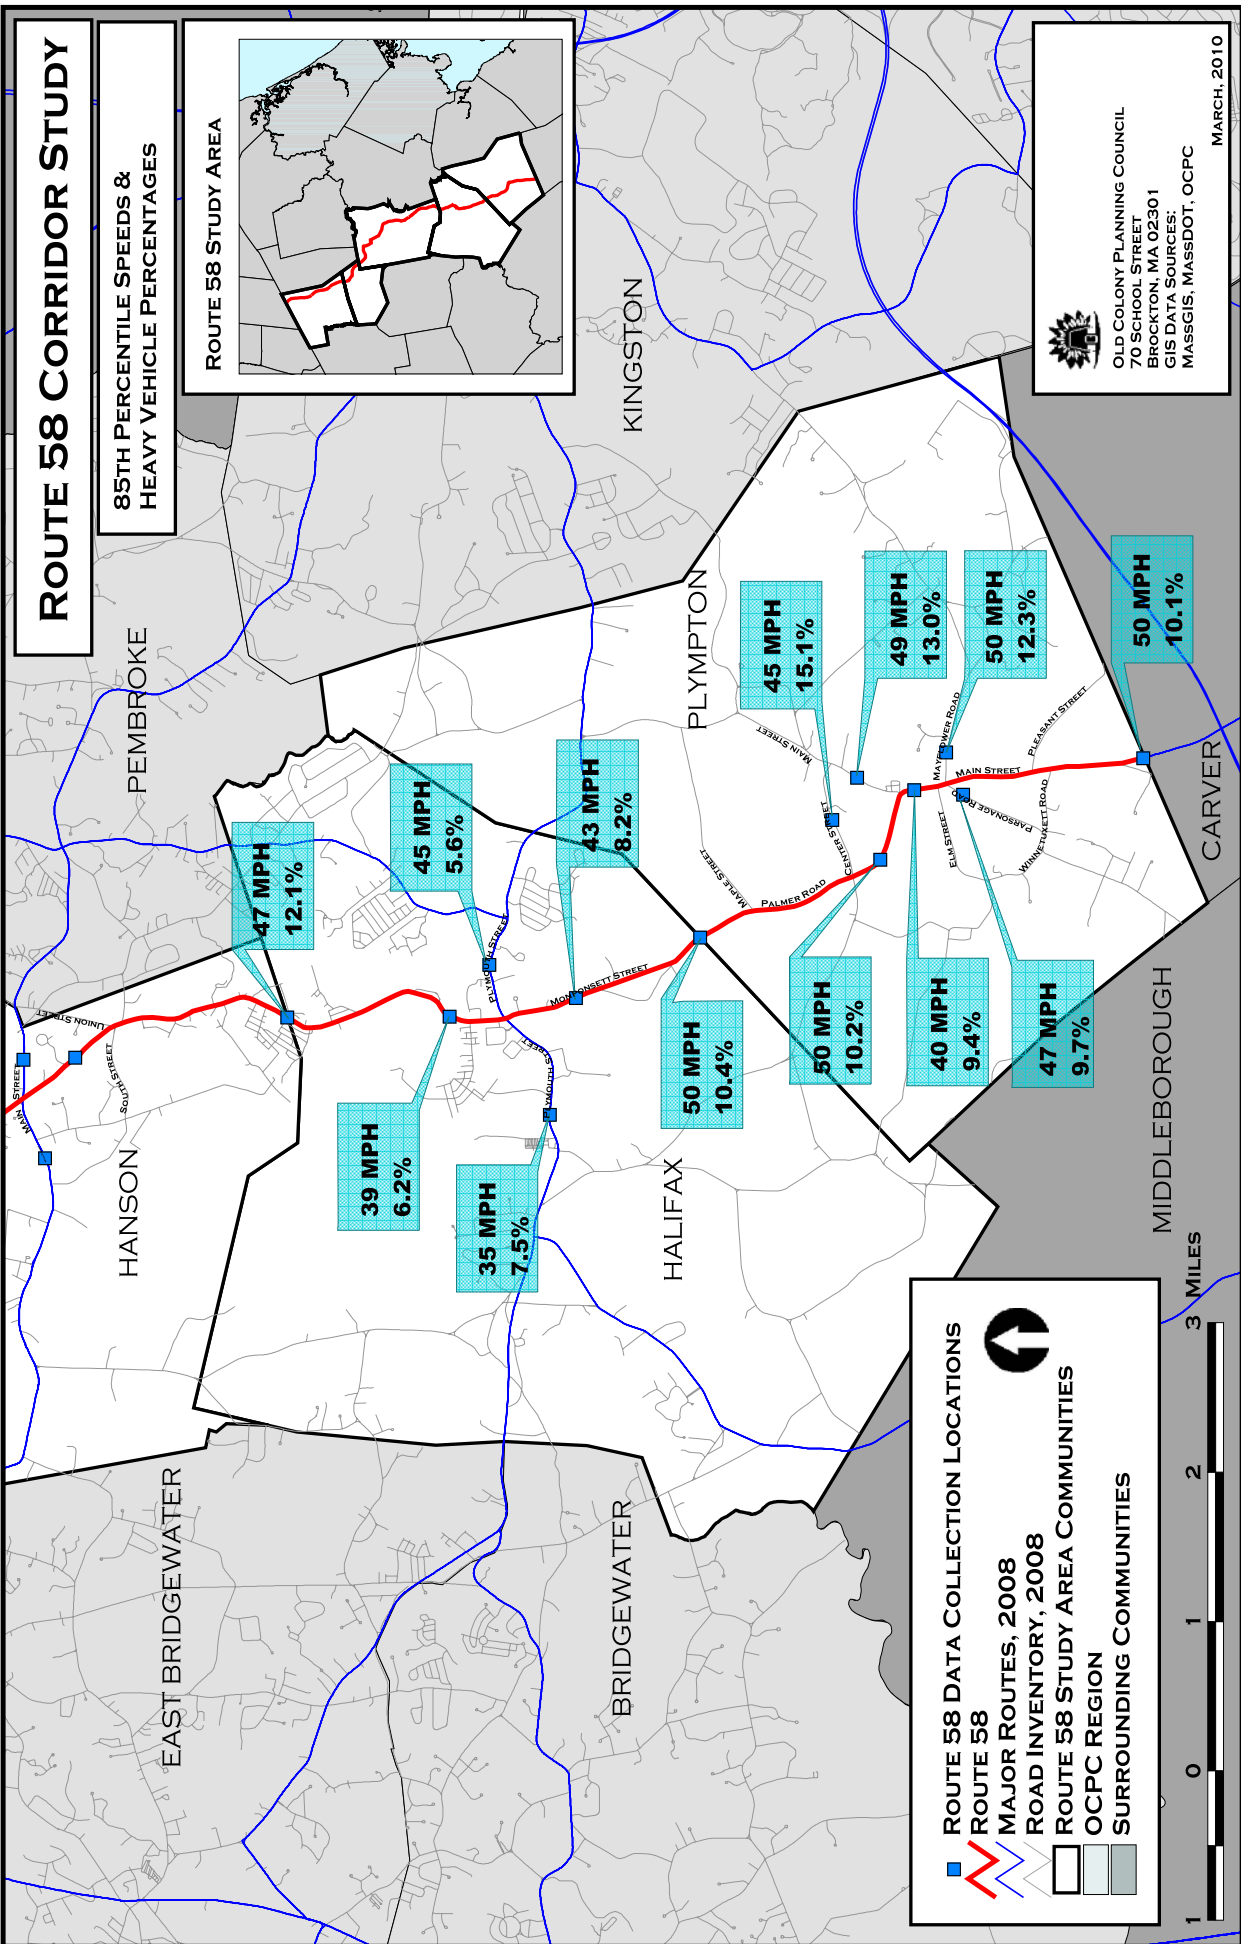 ROUTE 58 CORRIDOR STUDY
85TH PERCENTILE SPEEDS &
HEAVY VEHICLE PERCENTAGES
ROUTE 58 STUDY AREA
PEMBROKE
HANSON
EAST BRIDGEWATER
BRIDGEWATER
HALIFAX
KINGSTON
PLYMPTON
MIDDLEBOROUGH
CARVER
MAIN STREET
UNION STREET
SOUTH STREET
47 MPH
12.1%
45 MPH
5.6%
39 MPH
6.2%
35 MPH
7.5%
43 MPH
8.2%
50 MPH
10.4%
PLYMOUTH STREET
PLYMOUTH STREET
MONPONSETT STREET
MAPLE STREET
PALMER ROAD
MAIN STREET
CENTER STREET
45 MPH
15.1%
49 MPH
13.0%
50 MPH
12.3%
50 MPH
10.1%
50 MPH
10.2%
40 MPH
9.4%
47 MPH
9.7%
MAYFLOWER ROAD
MAIN STREET
PLEASANT STREET
ELM STREET
PARSONAGE ROAD
WINNETUXETT ROAD
ROUTE 58 DATA COLLECTION LOCATIONS
ROUTE 58
MAJOR ROUTES, 2008
ROAD INVENTORY, 2008
ROUTE 58 STUDY AREA COMMUNITIES
OCPC REGION
SURROUNDING COMMUNITIES
1 0 1 2 3 MILES
OLD COLONY PLANNING COUNCIL
70 SCHOOL STREET
BROCKTON, MA 02301
GIS DATA SOURCES:
MASSGIS, MASSDOT, OCPC
MARCH, 2010